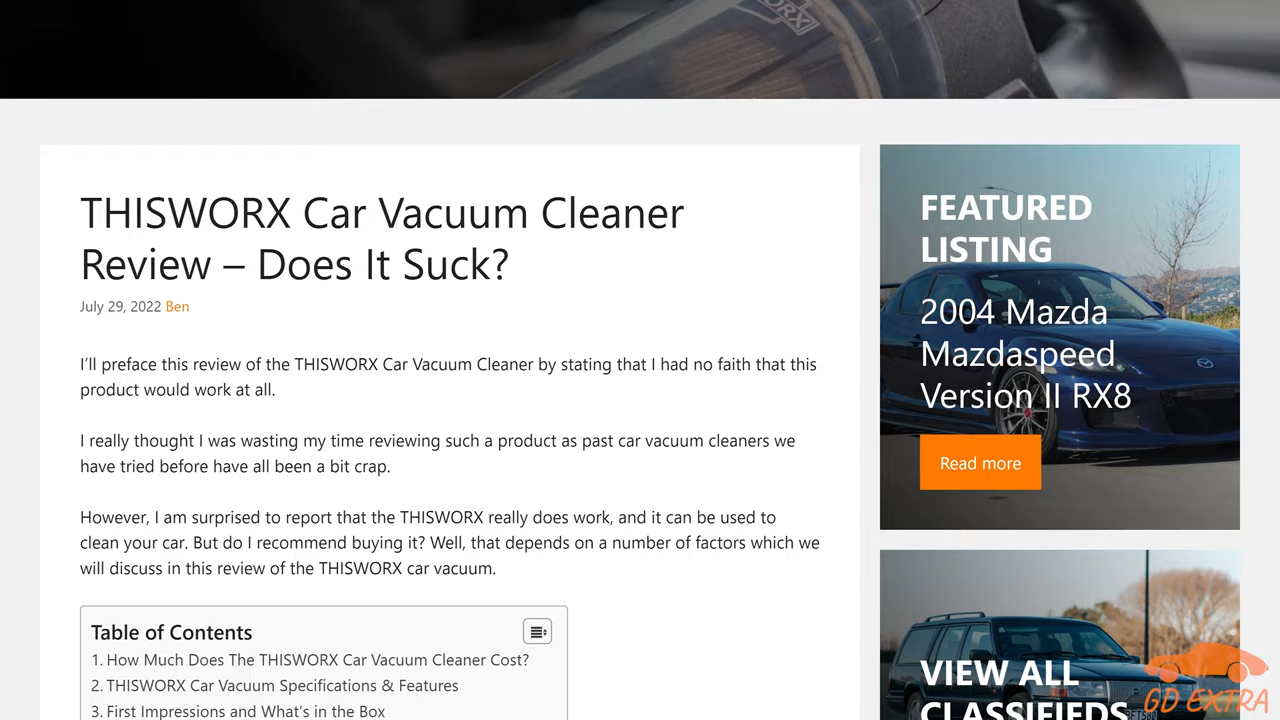 ORX
THISWORX Car Vacuum Cleaner
Review – Does It Suck?
July 29, 2022 Ben
I’ll preface this review of the THISWORX Car Vacuum Cleaner by stating that I had no faith that this
product would work at all.
I really thought I was wasting my time reviewing such a product as past car vacuum cleaners we
have tried before have all been a bit crap.
However, I am surprised to report that the THISWORX really does work, and it can be used to
clean your car. But do I recommend buying it? Well, that depends on a number of factors which we
will discuss in this review of the THISWORX car vacuum.
Table of Contents
1. How Much Does The THISWORX Car Vacuum Cleaner Cost?
2. THISWORX Car Vacuum Specifications & Features
3. First Impressions and What’s in the Box
FEATURED
LISTING
2004 Mazda
Mazdaspeed
Version II RX8
Read more
VIEW ALL
CLASSIFIEDS
GD EXTRA